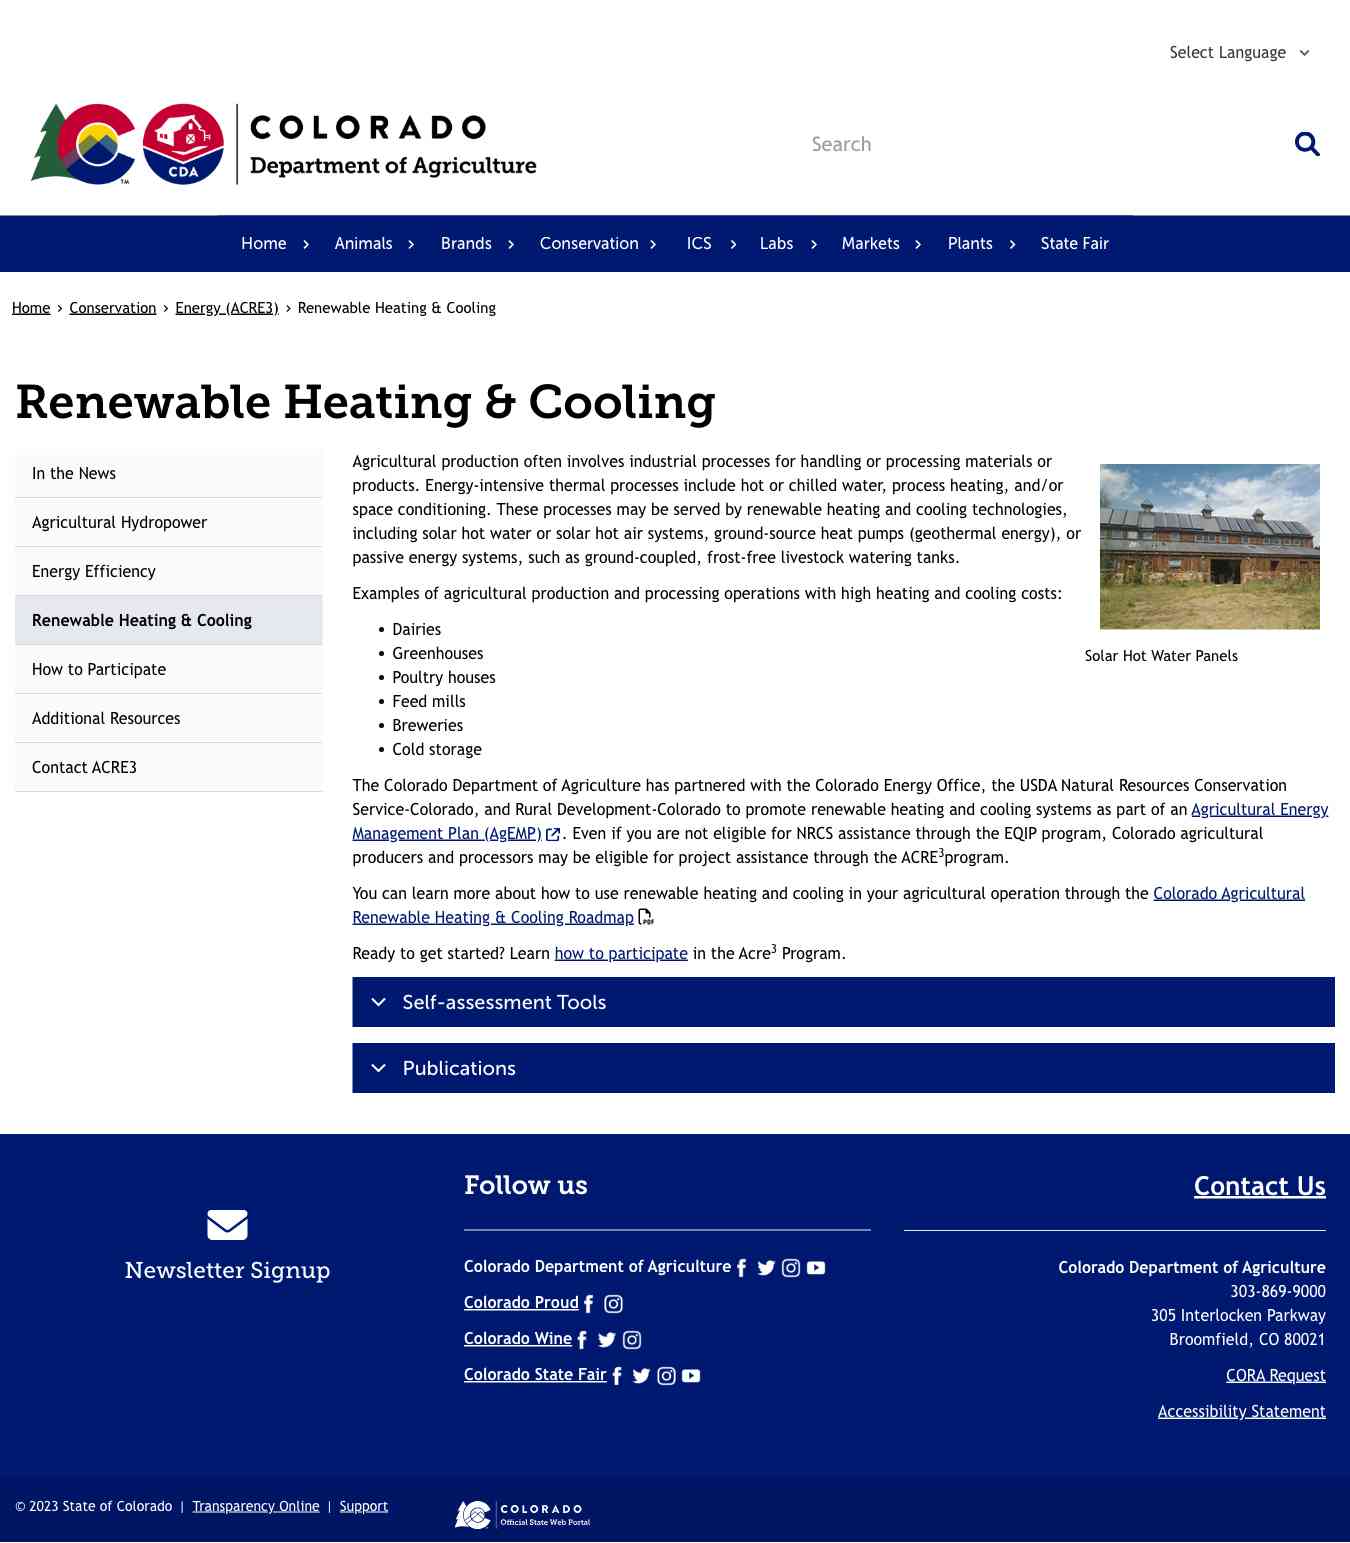 Select Language
CDA
TM
COLORADO
Department of Agriculture
Search
Home Animals Brands Conservation ICS Labs Markets Plants State Fair
Home › Conservation › Energy (ACRE3) › Renewable Heating & Cooling
Renewable Heating & Cooling
In the News
Agricultural Hydropower
Energy Efficiency
Renewable Heating & Cooling
How to Participate
Additional Resources
Contact ACRE3
Agricultural production often involves industrial processes for handling or processing materials or
products. Energy-intensive thermal processes include hot or chilled water, process heating, and/or
space conditioning. These processes may be served by renewable heating and cooling technologies,
including solar hot water or solar hot air systems, ground-source heat pumps (geothermal energy), or
passive energy systems, such as ground-coupled, frost-free livestock watering tanks.
Solar Hot Water Panels
Examples of agricultural production and processing operations with high heating and cooling costs:
• Dairies
• Greenhouses
• Poultry houses
• Feed mills
• Breweries
• Cold storage
The Colorado Department of Agriculture has partnered with the Colorado Energy Office, the USDA Natural Resources Conservation
Service-Colorado, and Rural Development-Colorado to promote renewable heating and cooling systems as part of an Agricultural Energy
Management Plan (AgEMP). Even if you are not eligible for NRCS assistance through the EQIP program, Colorado agricultural
producers and processors may be eligible for project assistance through the ACRE³program.
You can learn more about how to use renewable heating and cooling in your agricultural operation through the Colorado Agricultural
Renewable Heating & Cooling Roadmap PDF
Ready to get started? Learn how to participate in the Acre³ Program.
Self-assessment Tools
Publications
Newsletter Signup
Follow us
Colorado Department of Agriculture
Colorado Proud
Colorado Wine
Colorado State Fair
Contact Us
Colorado Department of Agriculture
303-869-9000
305 Interlocken Parkway
Broomfield, CO 80021
CORA Request
Accessibility Statement
© 2023 State of Colorado | Transparency Online | Support
COLORADO
Official State Web Portal